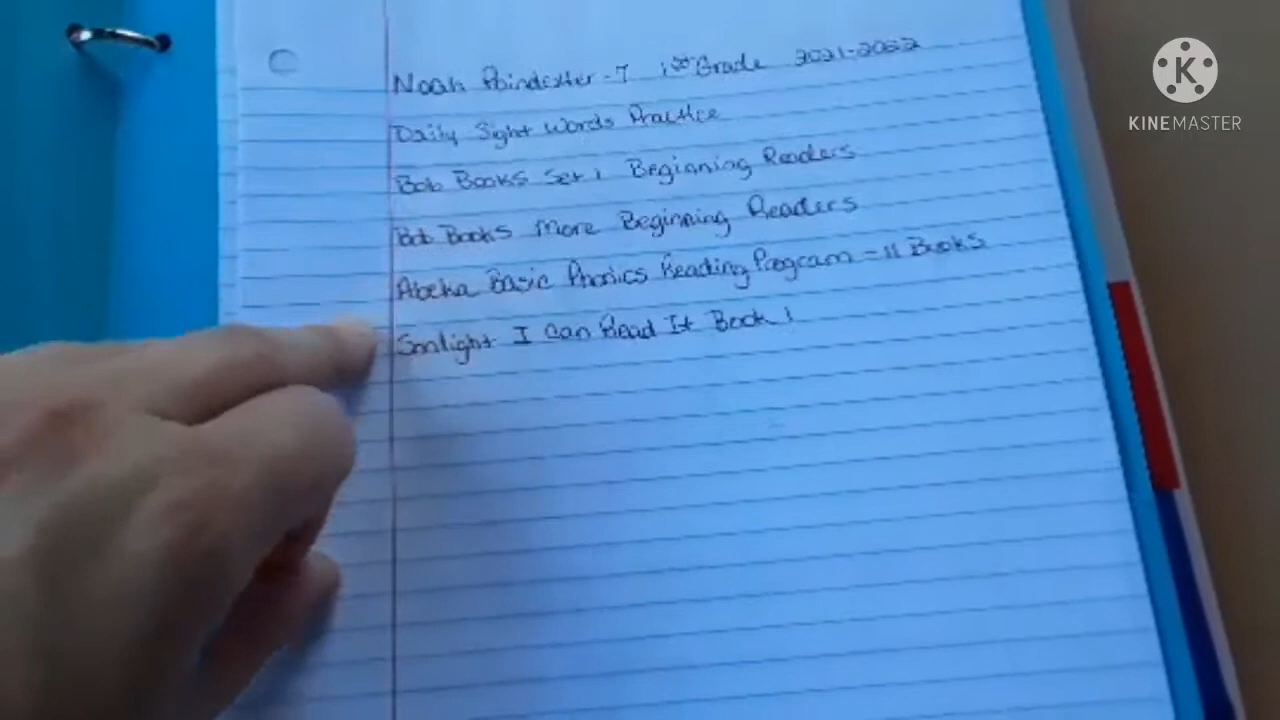 Noah Poindexter - 7 1st Grade 2021-2022
Daily Sight Words Practice
Bob Books Set 1 Beginning Readers
Bob Books More Beginning Readers
Abeka Basic Phonics Reading Program - 11 Books
Sonlight I Can Read It Book 1
K
KINEMASTER